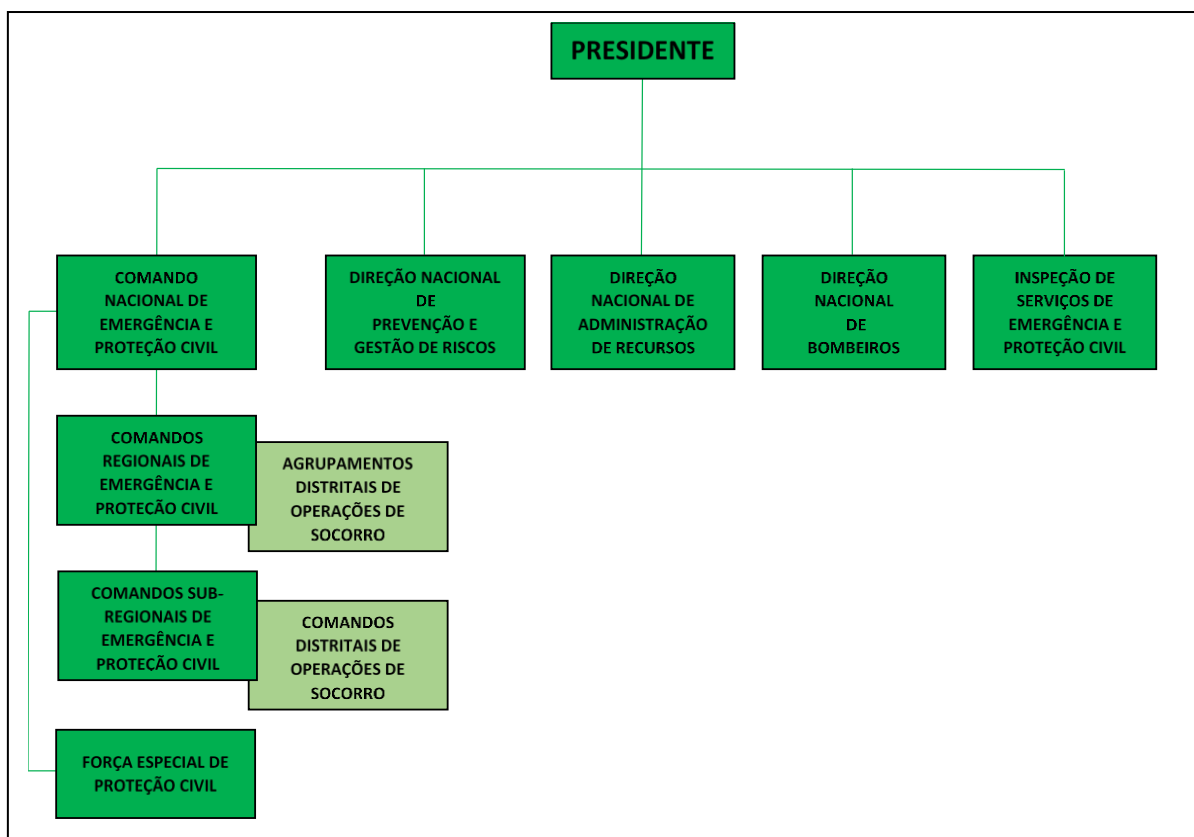 PRESIDENTE
COMANDO
NACIONAL DE
EMERGÊNCIA E
PROTEÇÃO CIVIL
DIREÇÃO NACIONAL
DE
PREVENÇÃO E
GESTÃO DE RISCOS
DIREÇÃO
NACIONAL DE
ADMINISTRAÇÃO
DE RECURSOS
DIREÇÃO
NACIONAL
DE
BOMBEIROS
INSPEÇÃO DE
SERVIÇOS DE
EMERGÊNCIA E
PROTEÇÃO CIVIL
COMANDOS
REGIONAIS DE
EMERGÊNCIA E
PROTEÇÃO CIVIL
AGRUPAMENTOS
DISTRITAIS DE
OPERAÇÕES DE
SOCORRO
COMANDOS SUB-
REGIONAIS DE
EMERGÊNCIA E
PROTEÇÃO CIVIL
COMANDOS
DISTRITAIS DE
OPERAÇÕES DE
SOCORRO
FORÇA ESPECIAL DE
PROTEÇÃO CIVIL